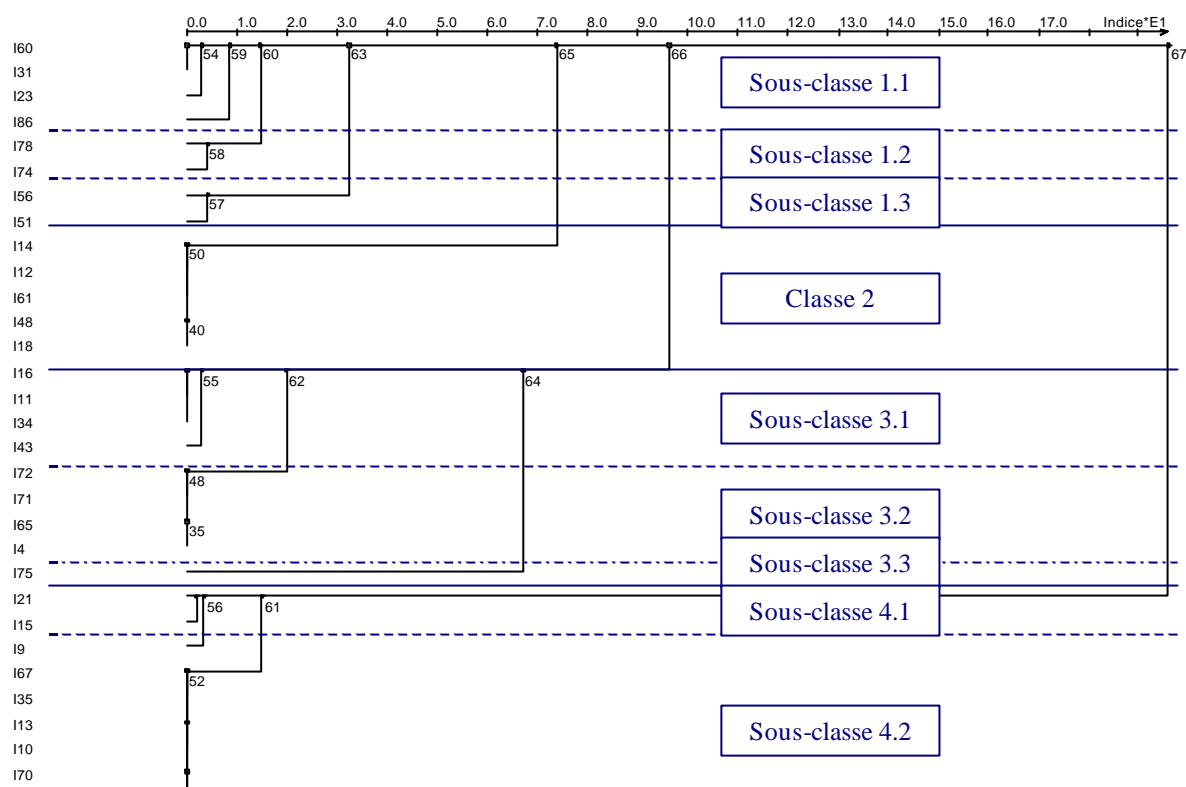 0.0 1.0 2.0 3.0 4.0 5.0 6.0 7.0 8.0 9.0 10.0 11.0 12.0 13.0 14.0 15.0 16.0 17.0 Indice*E1
I60
54 59 60 63 65 66 67
I31
Sous-classe 1.1
I23
I86
I78
58
Sous-classe 1.2
I74
I56
57
Sous-classe 1.3
I51
I14
50
I12
I61
Classe 2
I48
40
I18
I16
55 62 64
I11
I34
Sous-classe 3.1
I43
I72
48
I71
I65
Sous-classe 3.2
35
I4
Sous-classe 3.3
I75
I21
56 61
Sous-classe 4.1
I15
I9
I67
52
I35
I13
Sous-classe 4.2
I10
I70